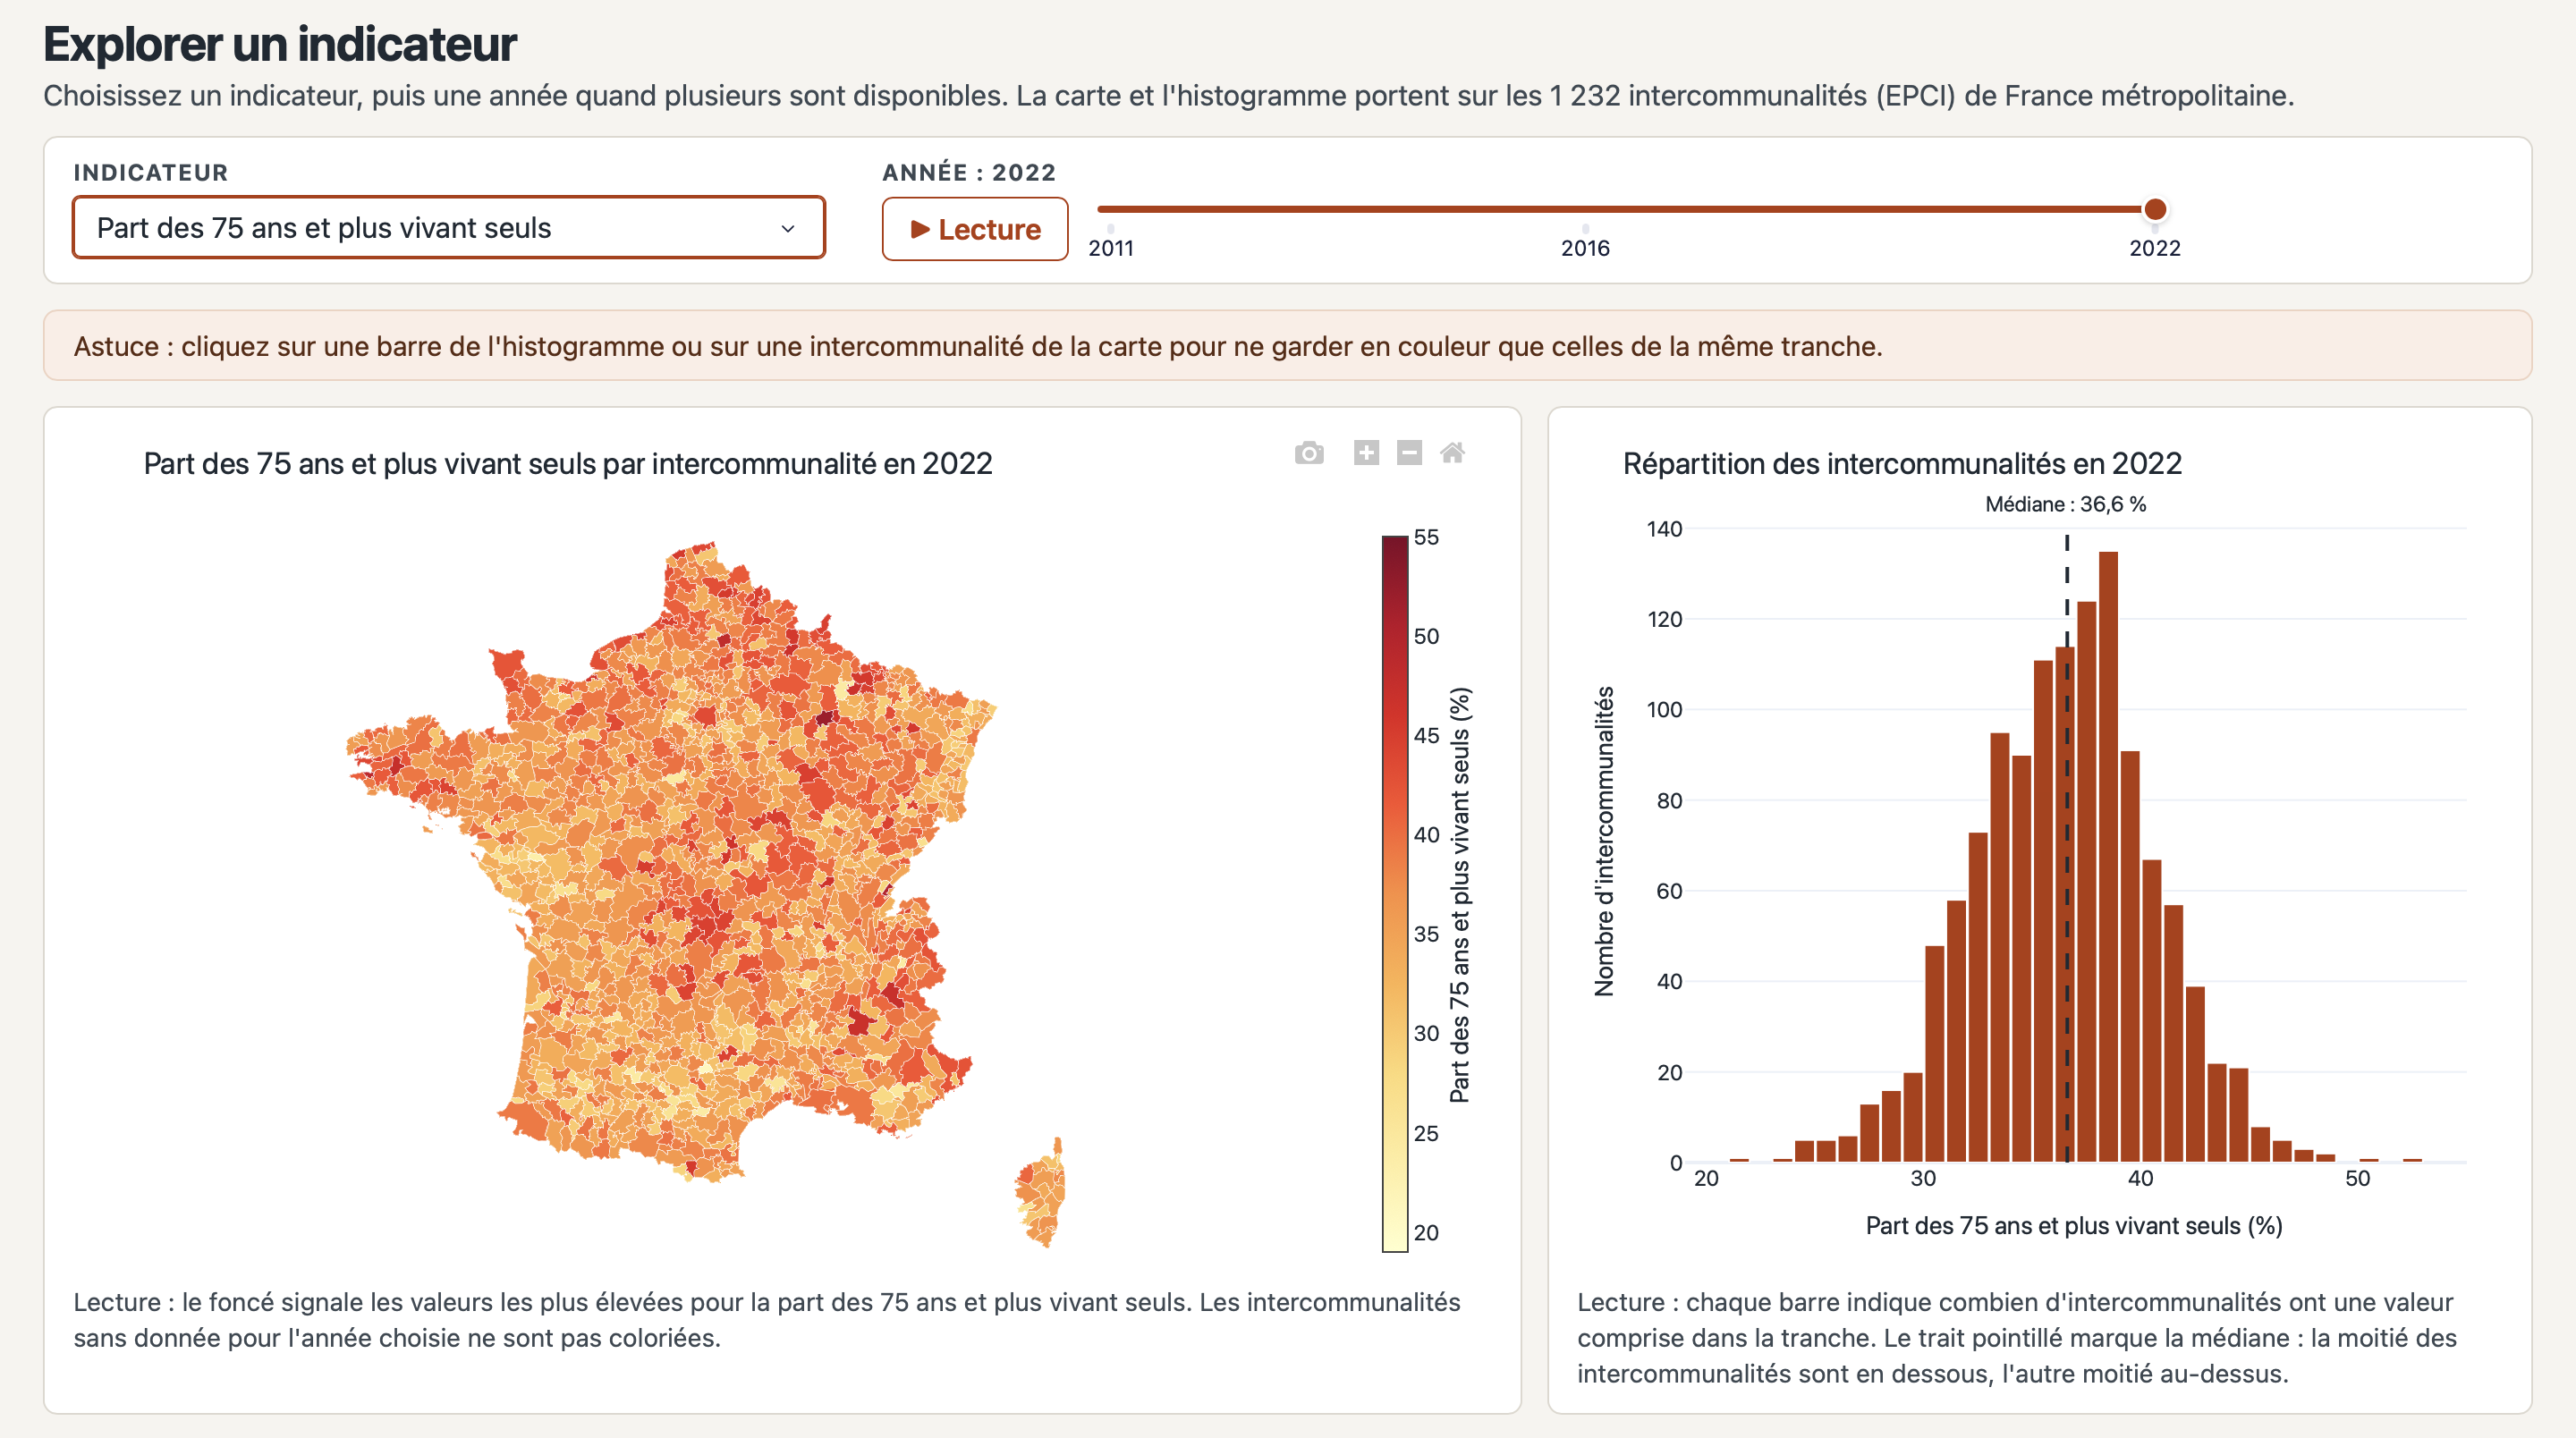 Explorer un indicateur
Choisissez un indicateur, puis une année quand plusieurs sont disponibles. La carte et l'histogramme portent sur les 1 232 intercommunalités (EPCI) de France métropolitaine.
INDICATEUR
Part des 75 ans et plus vivant seuls
ANNÉE : 2022
Lecture
2011
2016
2022
Astuce : cliquez sur une barre de l'histogramme ou sur une intercommunalité de la carte pour ne garder en couleur que celles de la même tranche.
Part des 75 ans et plus vivant seuls par intercommunalité en 2022
55
50
45
40
35
30
25
20
Part des 75 ans et plus vivant seuls (%)
Lecture : le foncé signale les valeurs les plus élevées pour la part des 75 ans et plus vivant seuls. Les intercommunalités
sans donnée pour l'année choisie ne sont pas coloriées.
Répartition des intercommunalités en 2022
Médiane : 36,6 %
140
120
100
80
60
40
20
0
Nombre d'intercommunalités
20
30
40
50
Part des 75 ans et plus vivant seuls (%)
Lecture : chaque barre indique combien d'intercommunalités ont une valeur
comprise dans la tranche. Le trait pointillé marque la médiane : la moitié des
intercommunalités sont en dessous, l'autre moitié au-dessus.